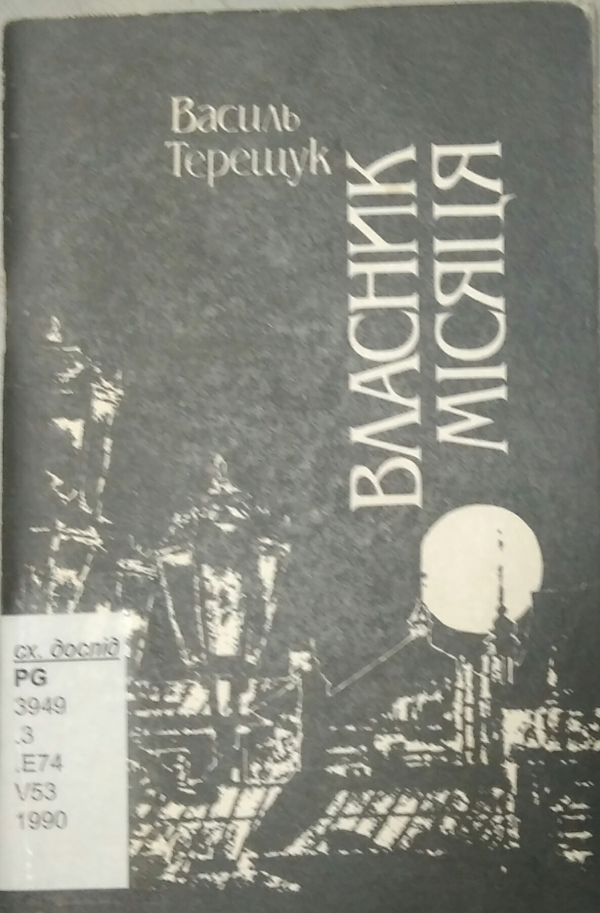 Василь
Терещук
ВЛАСНИК
МІСЯЦЯ
сх. дослід
PG
3949
.3
.E74
V53
1990